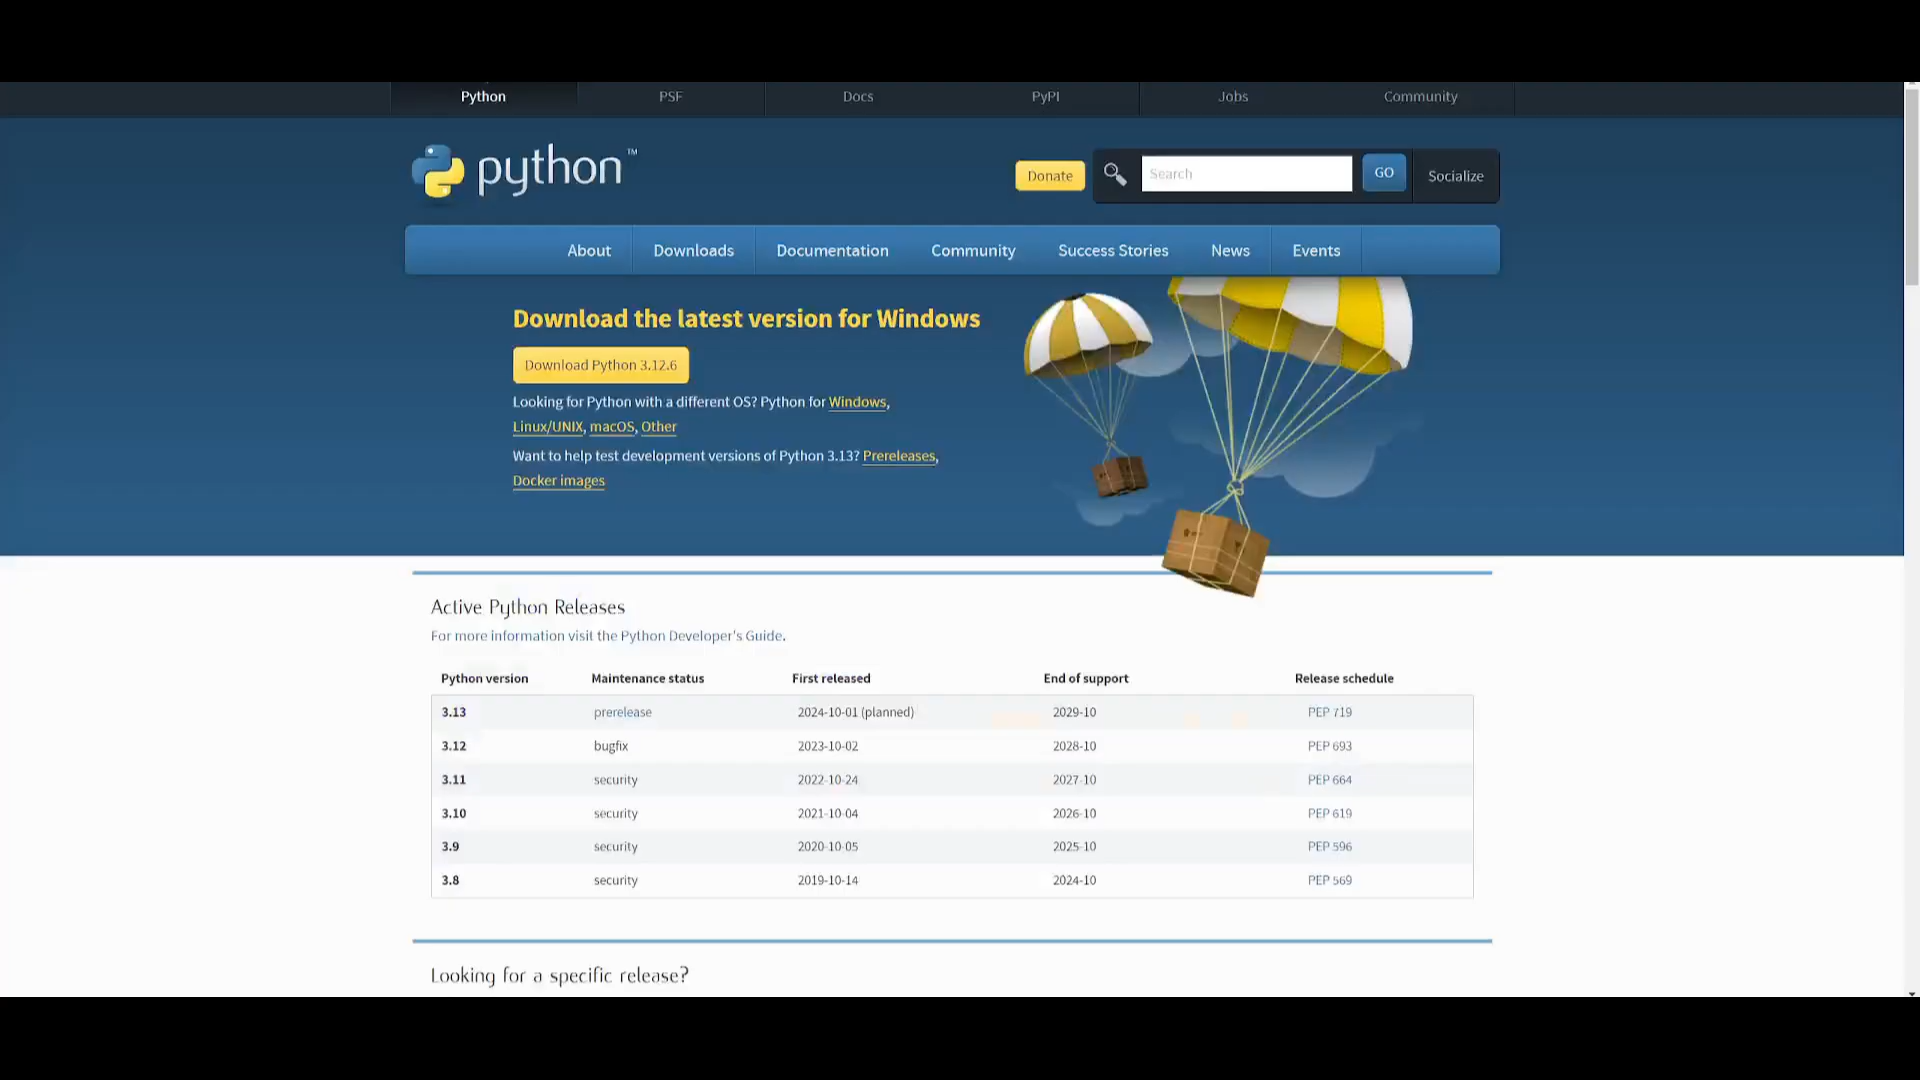 Python PSF Docs PyPI Jobs Community
python™
Donate Search GO Socialize
About Downloads Documentation Community Success Stories News Events
Download the latest version for Windows
Download Python 3.12.6
Looking for Python with a different OS? Python for Windows,
Linux/UNIX, macOS, Other
Want to help test development versions of Python 3.13? Prereleases,
Docker images
Active Python Releases
For more information visit the Python Developer's Guide.
Python version Maintenance status First released End of support Release schedule
3.13 prerelease 2024-10-01 (planned) 2029-10 PEP 719
3.12 bugfix 2023-10-02 2028-10 PEP 693
3.11 security 2022-10-24 2027-10 PEP 664
3.10 security 2021-10-04 2026-10 PEP 619
3.9 security 2020-10-05 2025-10 PEP 596
3.8 security 2019-10-14 2024-10 PEP 569
Looking for a specific release?